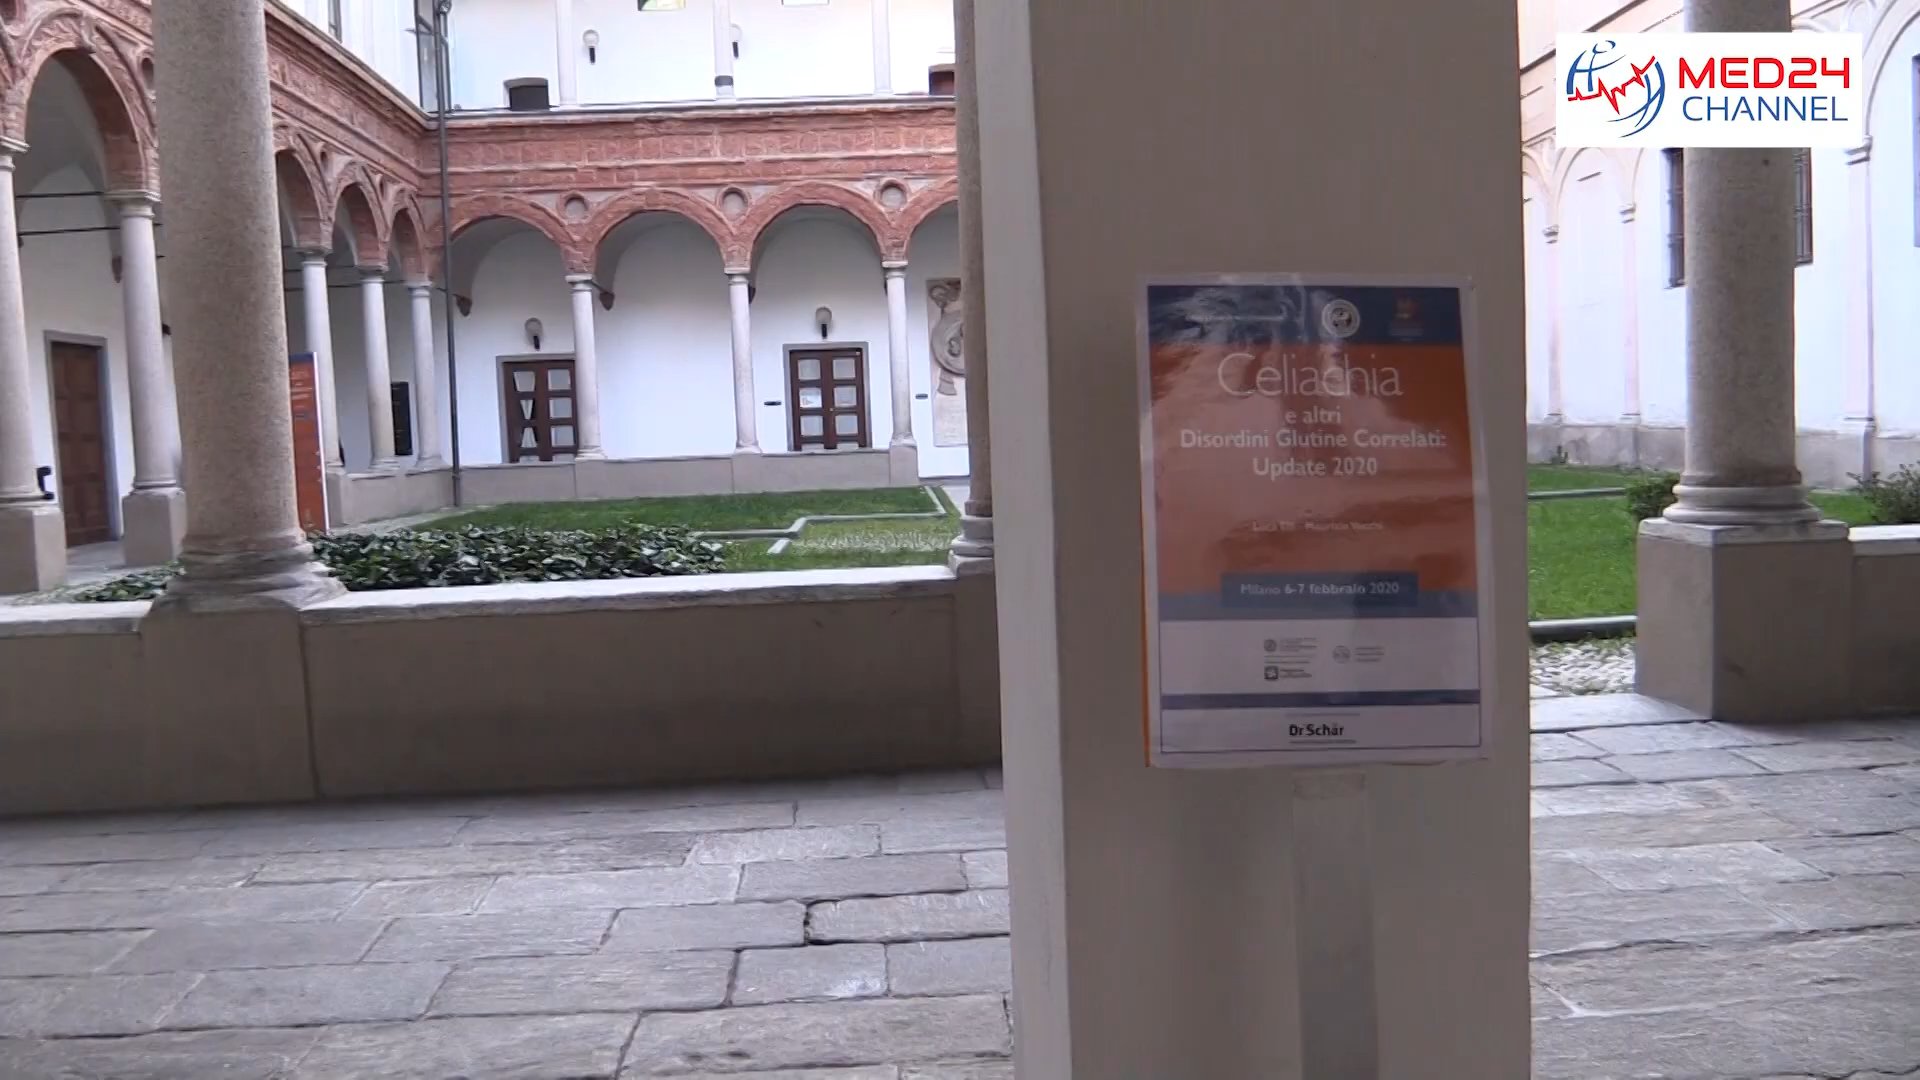 MED24
CHANNEL
Celiachia
e altri
Disordini Glutine Correlati:
Update 2020
Milano 6-7 febbraio 2020
Dr Schär